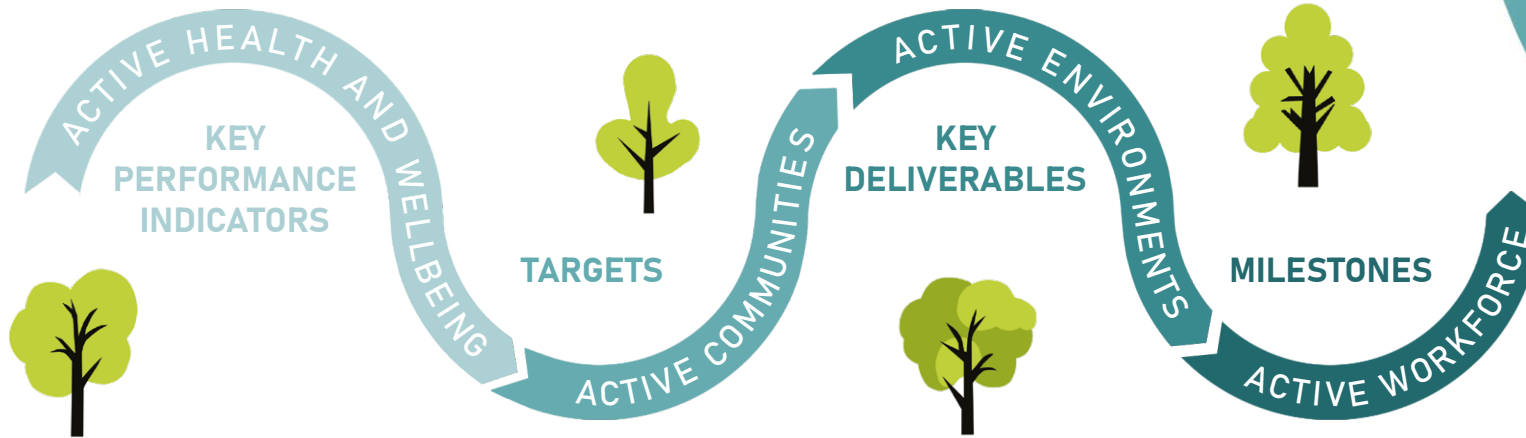 ACTIVE HEALTH AND WELLBEING
KEY
PERFORMANCE
INDICATORS
TARGETS
ACTIVE COMMUNITIES
ACTIVE ENVIRONMENTS
KEY
DELIVERABLES
MILESTONES
ACTIVE WORKFORCE